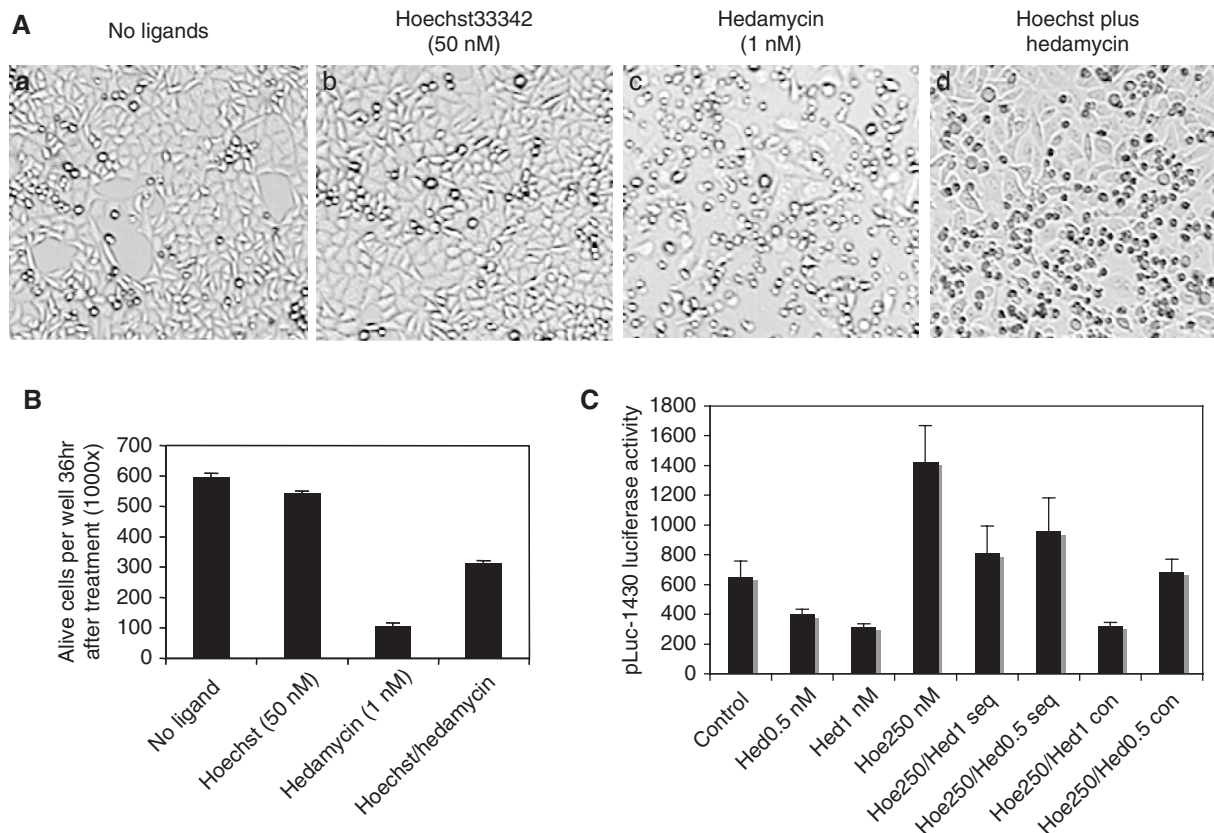 A
No ligands
Hoechst33342
(50 nM)
Hedamycin
(1 nM)
Hoechst plus
hedamycin
a
b
c
d
B
Alive cells per well 36hr
after treatment (1000x)
700
600
500
400
300
200
100
0
No ligand
Hoechst (50 nM)
Hedamycin (1 nM)
Hoechst/hedamycin
C
pLuc-1430 luciferase activity
1800
1600
1400
1200
1000
800
600
400
200
0
Control
Hed0.5 nM
Hed1 nM
Hoe250 nM
Hoe250/Hed1 seq
Hoe250/Hed0.5 seq
Hoe250/Hed1 con
Hoe250/Hed0.5 con